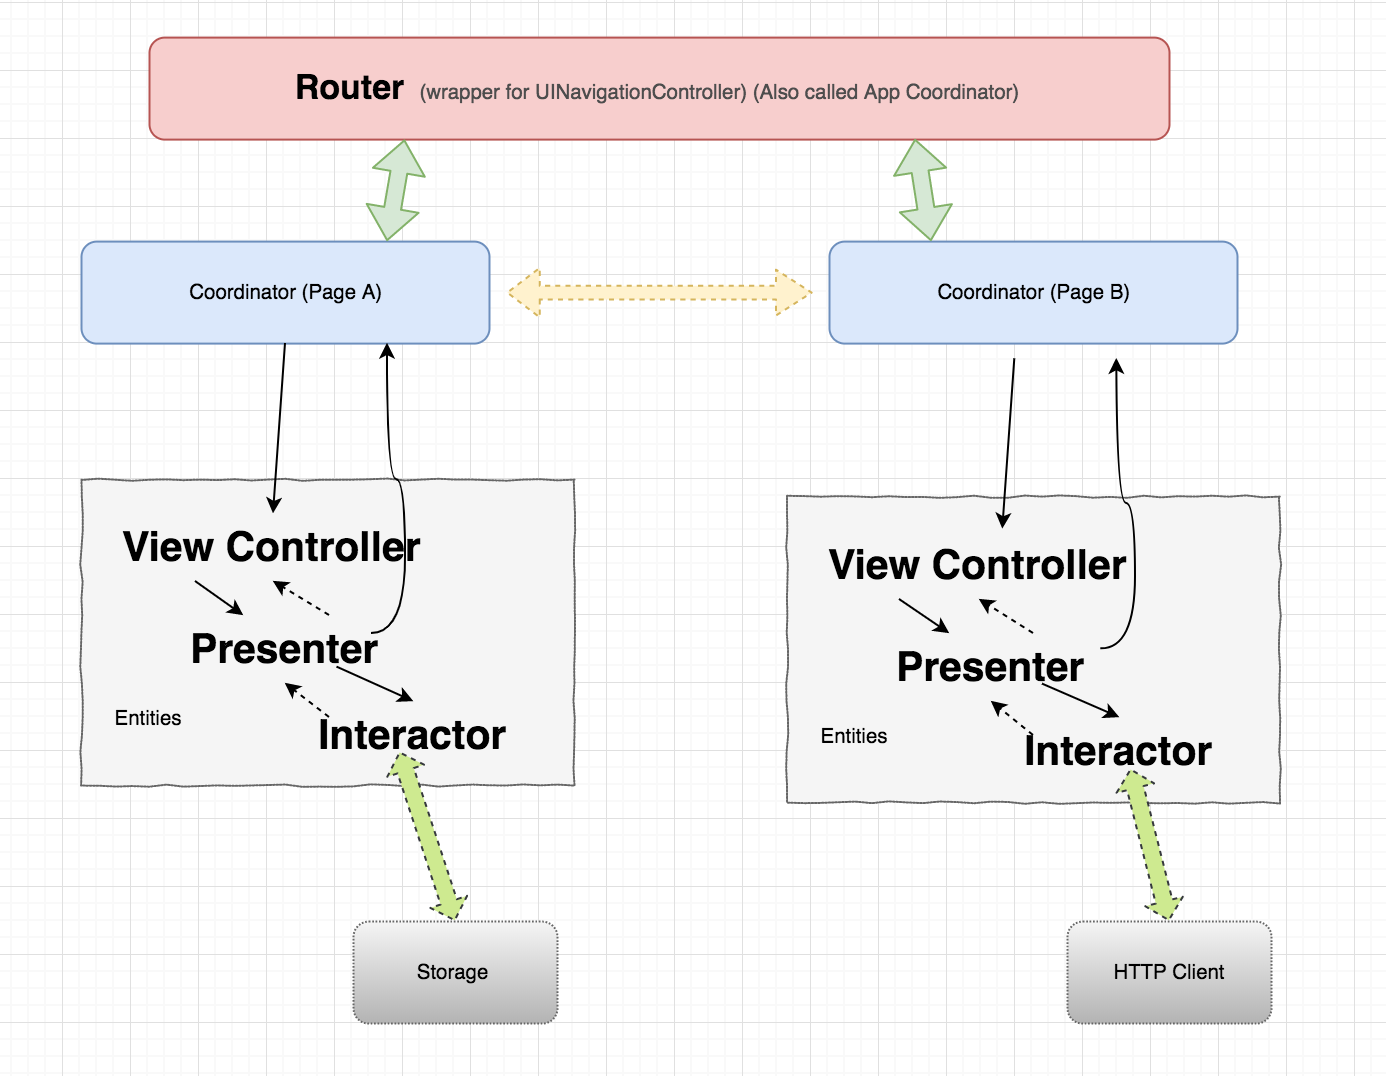 Router (wrapper for UINavigationController) (Also called App Coordinator)
Coordinator (Page A)
Coordinator (Page B)
View Controller
Presenter
Entities
Interactor
View Controller
Presenter
Entities
Interactor
Storage
HTTP Client